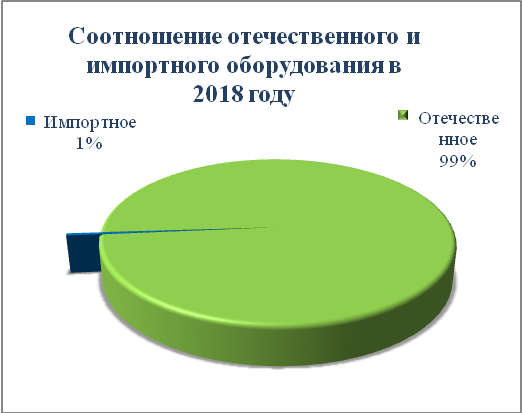 Соотношение отечественного и
импортного оборудования в
2018 году
Импортное
1%
Отечестве
нное
99%